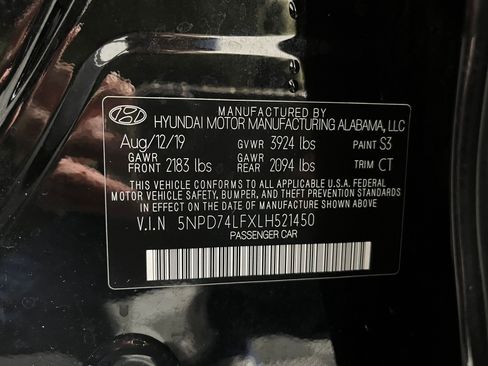 MANUFACTURED BY
HYUNDAI MOTOR MANUFACTURING ALABAMA, LLC
Aug/12/19 GVWR 3924 lbs PAINT S3
GAWR FRONT 2183 lbs GAWR REAR 2094 lbs TRIM CT
THIS VEHICLE CONFORMS TO ALL APPLICABLE U.S.A. FEDERAL
MOTOR VEHICLE SAFETY, BUMPER, AND THEFT PREVENTION
STANDARDS IN EFFECT ON THE DATE OF MANUFACTURE SHOWN ABOVE
V.I.N 5NPD74LFXLH521450
PASSENGER CAR